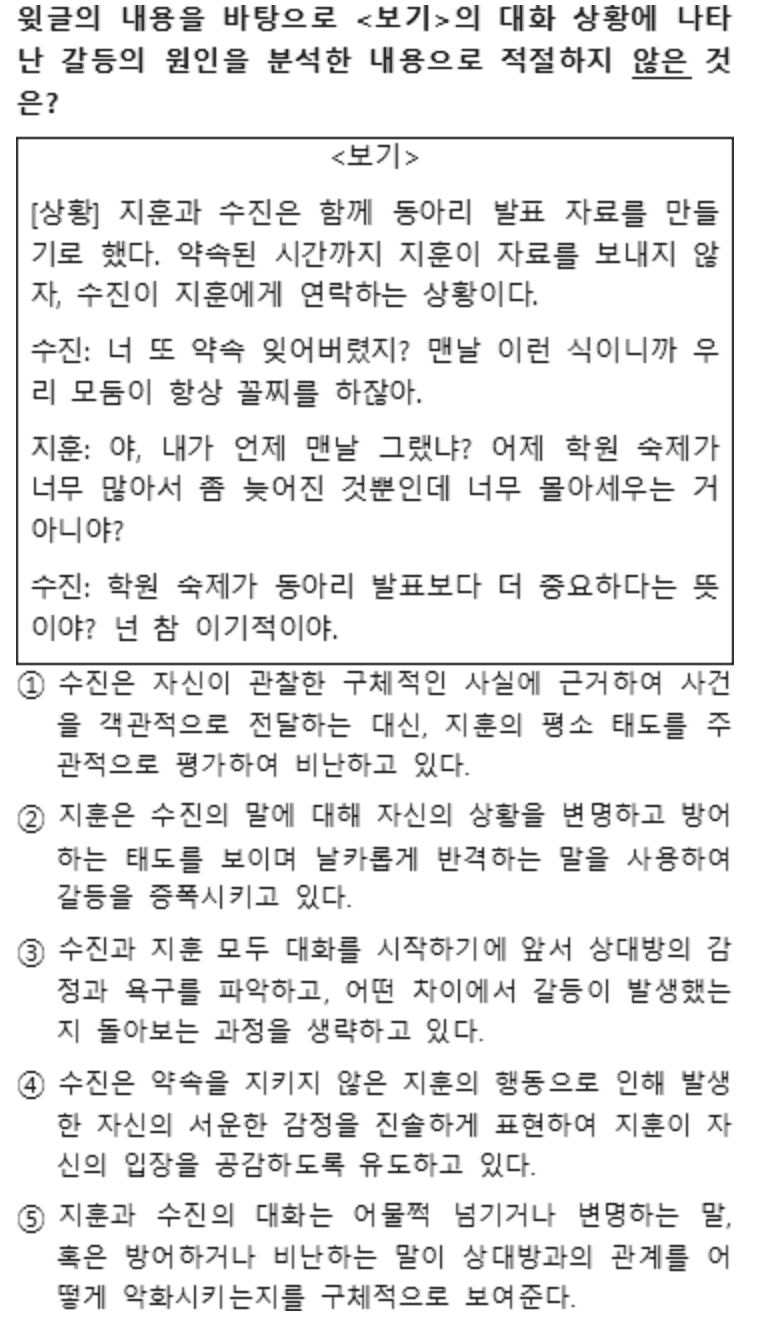 윗글의 내용을 바탕으로 <보기>의 대화 상황에 나타
난 갈등의 원인을 분석한 내용으로 적절하지 않은 것
은?
<보기>
[상황] 지훈과 수진은 함께 동아리 발표 자료를 만들
기로 했다. 약속된 시간까지 지훈이 자료를 보내지 않
자, 수진이 지훈에게 연락하는 상황이다.
수진: 너 또 약속 잊어버렸지? 맨날 이런 식이니까 우
리 모둠이 항상 꼴찌를 하잖아.
지훈: 야, 내가 언제 맨날 그랬냐? 어제 학원 숙제가
너무 많아서 좀 늦어진 것뿐인데 너무 몰아세우는 거
아니야?
수진: 학원 숙제가 동아리 발표보다 더 중요하다는 뜻
이야? 넌 참 이기적이야.
① 수진은 자신이 관찰한 구체적인 사실에 근거하여 사건
을 객관적으로 전달하는 대신, 지훈의 평소 태도를 주
관적으로 평가하여 비난하고 있다.
② 지훈은 수진의 말에 대해 자신의 상황을 변명하고 방어
하는 태도를 보이며 날카롭게 반격하는 말을 사용하여
갈등을 증폭시키고 있다.
③ 수진과 지훈 모두 대화를 시작하기에 앞서 상대방의 감
정과 욕구를 파악하고, 어떤 차이에서 갈등이 발생했는
지 돌아보는 과정을 생략하고 있다.
④ 수진은 약속을 지키지 않은 지훈의 행동으로 인해 발생
한 자신의 서운한 감정을 진솔하게 표현하여 지훈이 자
신의 입장을 공감하도록 유도하고 있다.
⑤ 지훈과 수진의 대화는 어물쩍 넘기거나 변명하는 말,
혹은 방어하거나 비난하는 말이 상대방과의 관계를 어
떻게 악화시키는지를 구체적으로 보여준다.